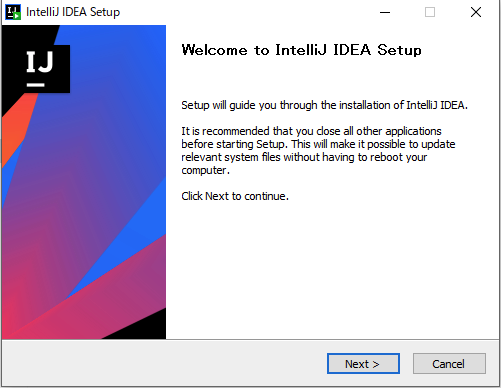 IntelliJ IDEA Setup
IJ
Welcome to IntelliJ IDEA Setup
Setup will guide you through the installation of IntelliJ IDEA.
It is recommended that you close all other applications
before starting Setup. This will make it possible to update
relevant system files without having to reboot your
computer.
Click Next to continue.
Next >
Cancel